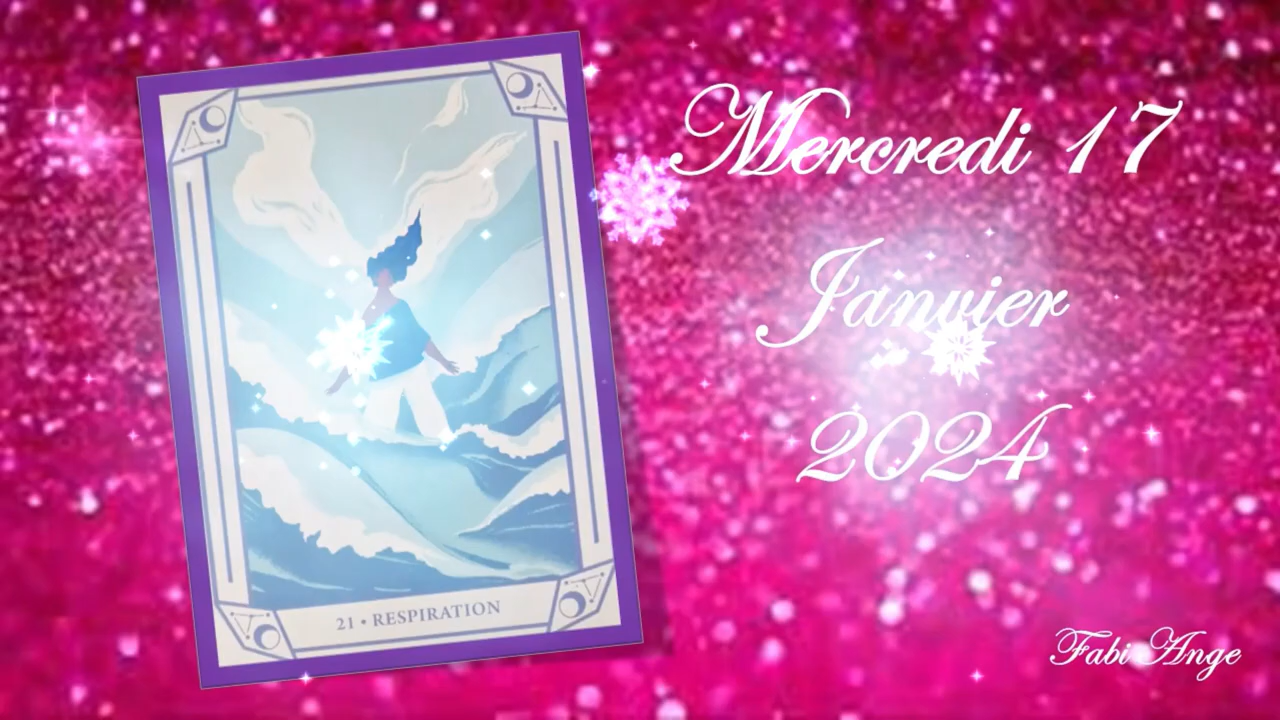 Mercredi 17
Janvier
2024
21 • RESPIRATION
Fabi Ange